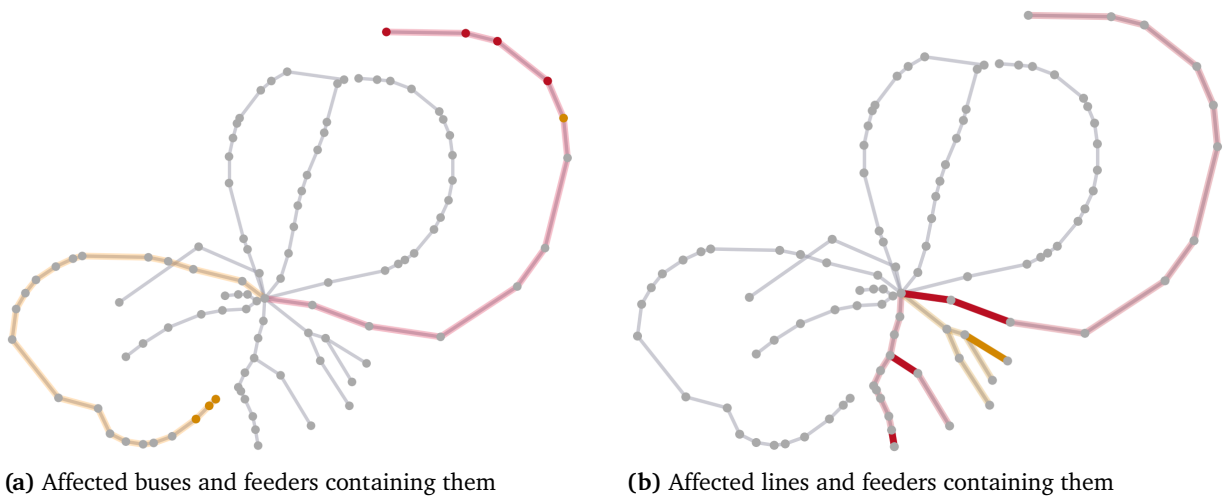 (a) Affected buses and feeders containing them
(b) Affected lines and feeders containing them